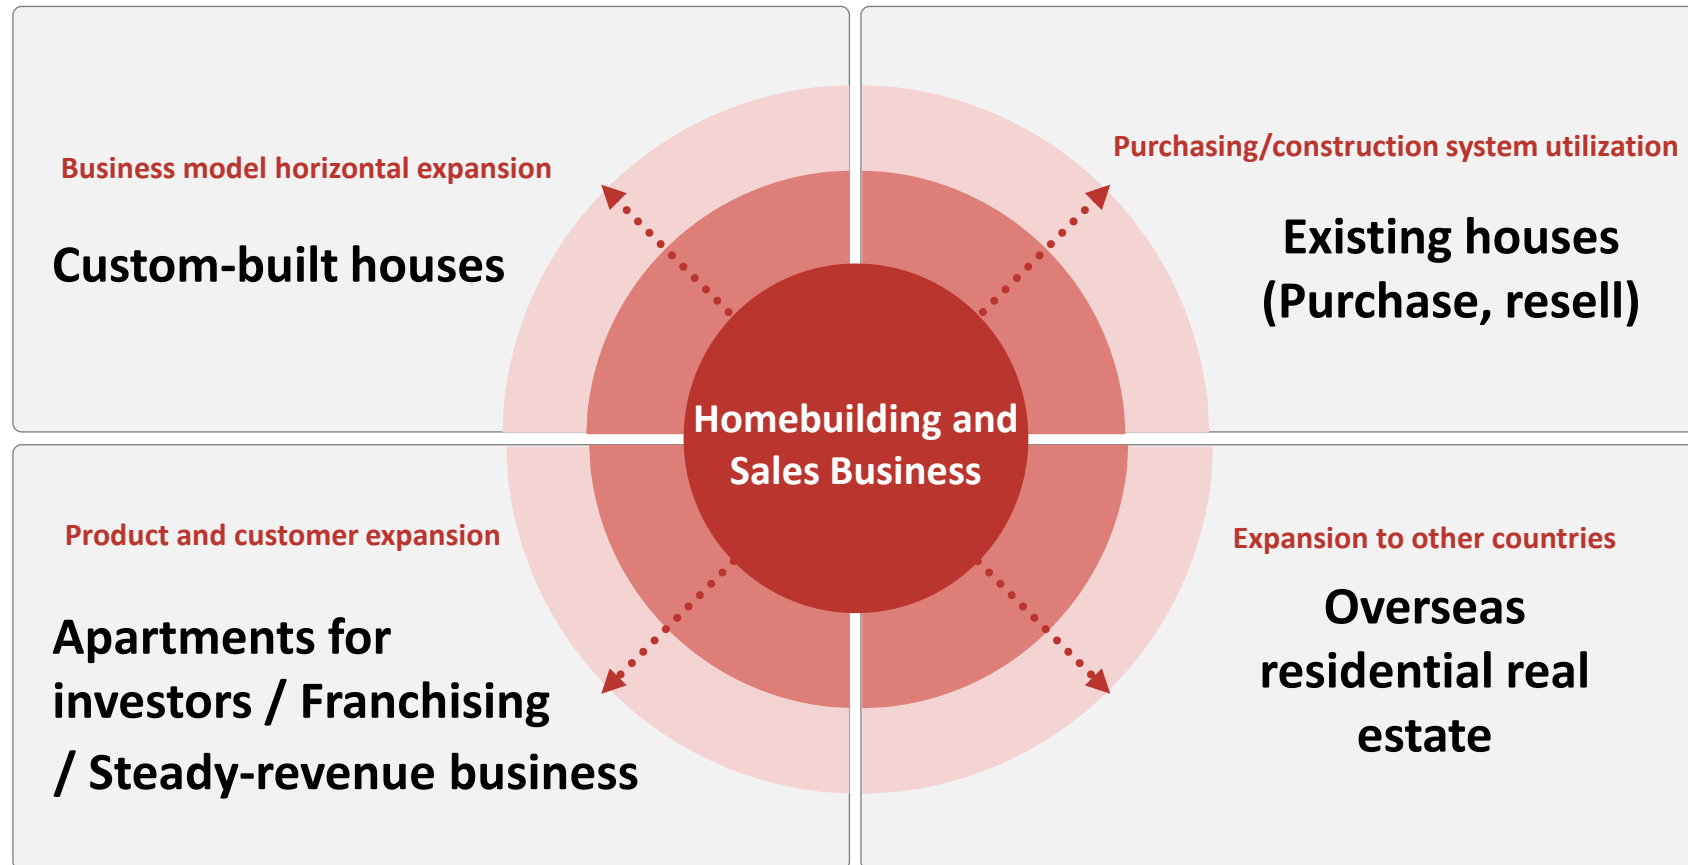 Business model horizontal expansion
Custom-built houses
Purchasing/construction system utilization
Existing houses
(Purchase, resell)
Homebuilding and
Sales Business
Product and customer expansion
Apartments for
investors / Franchising
/ Steady-revenue business
Expansion to other countries
Overseas
residential real
estate